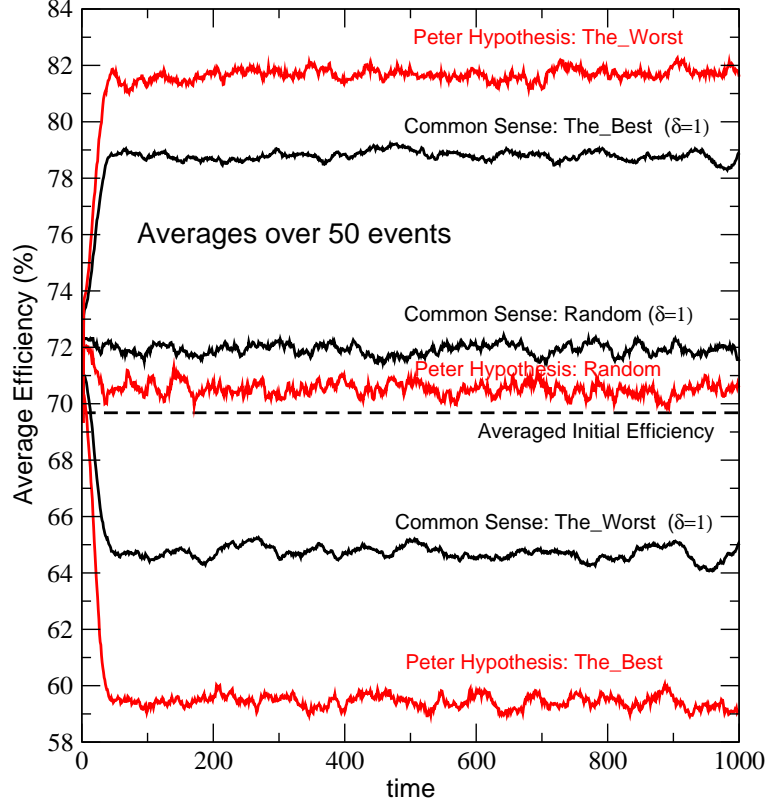 84
82
80
78
76
74
72
70
68
66
64
62
60
58
Average Efficiency (%)
Peter Hypothesis: The_Worst
Common Sense: The_Best (δ=1)
Averages over 50 events
Common Sense: Random (δ=1)
Peter Hypothesis: Random
Averaged Initial Efficiency
Common Sense: The_Worst (δ=1)
Peter Hypothesis: The_Best
0 200 400 600 800 1000
time